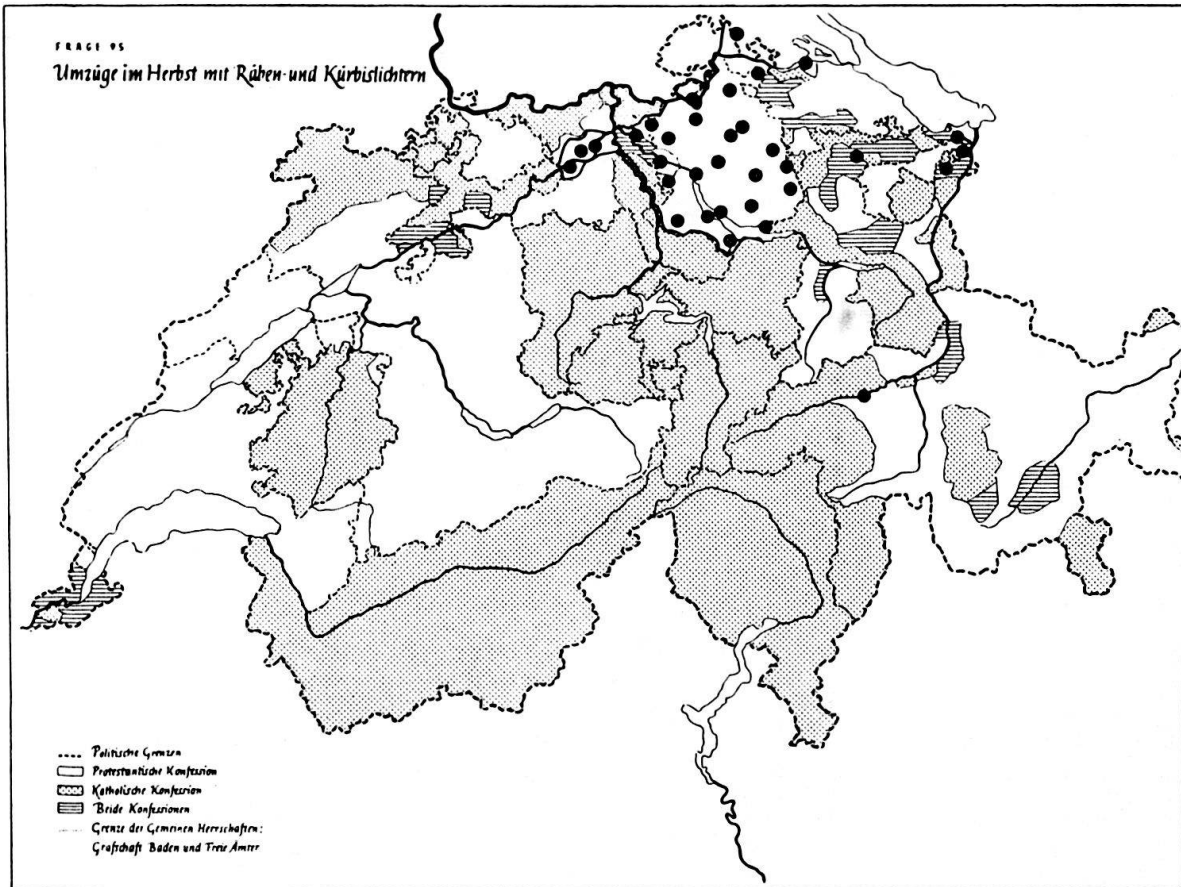 FRAGE 95
Umzüge im Herbst mit Räben- und Kürbislichtern
Politische Grenzen
Protestantische Konfession
Katholische Konfession
Beide Konfessionen
Grenze der Gemeinen Herrschaften:
Grafschaft Baden und Freie Ämter